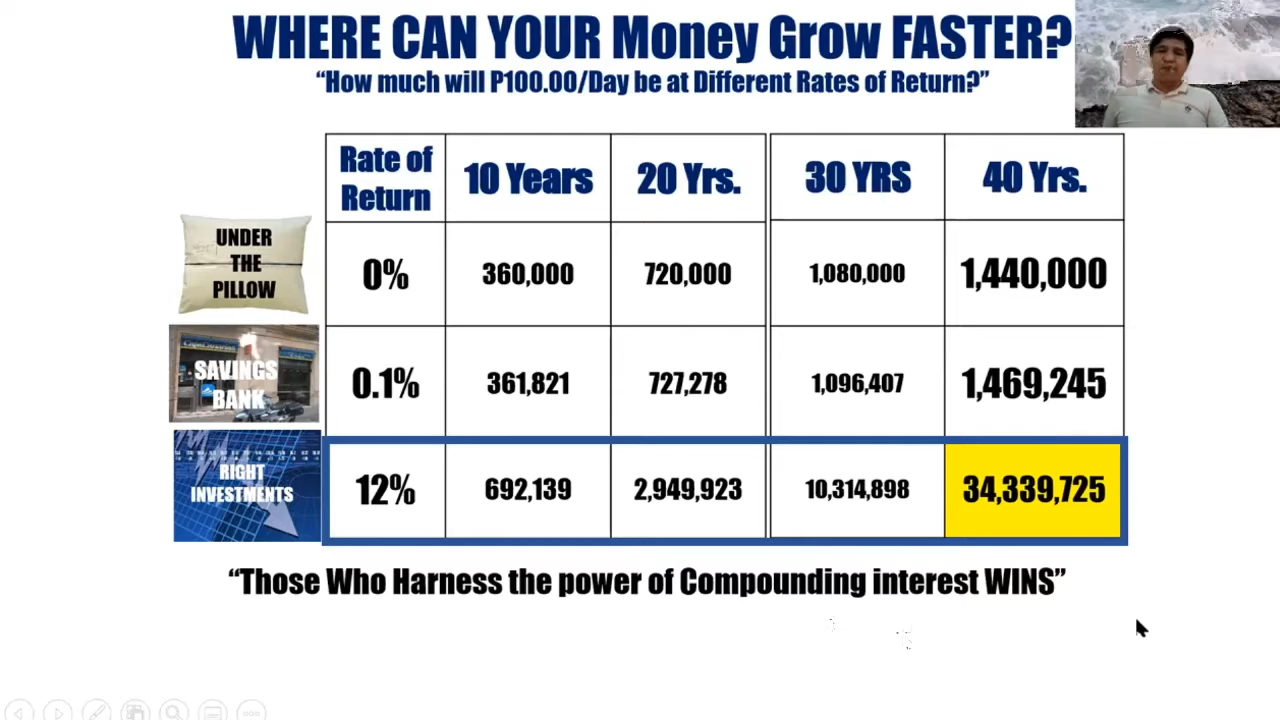 WHERE CAN YOUR Money Grow FASTER?
“How much will P100.00/Day be at Different Rates of Return?”
Rate of
Return
10 Years
20 Yrs.
30 YRS
40 Yrs.
UNDER
THE
PILLOW
0%
360,000
720,000
1,080,000
1,440,000
SAVINGS
BANK
0.1%
361,821
727,278
1,096,407
1,469,245
RIGHT
INVESTMENTS
12%
692,139
2,949,923
10,314,898
34,339,725
“Those Who Harness the power of Compounding interest WINS”